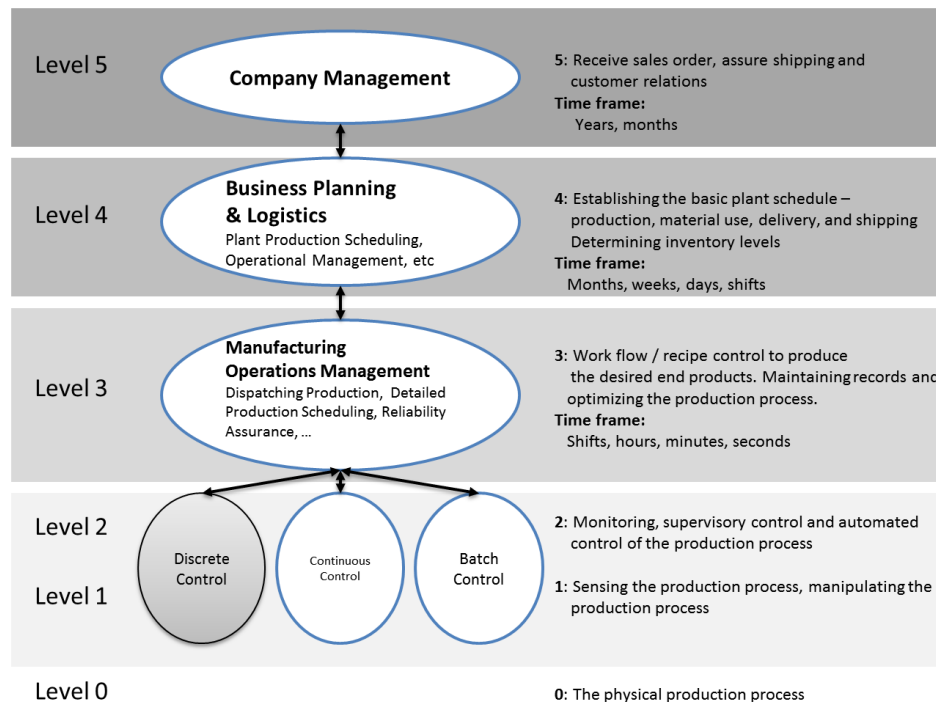 Level 5
Company Management
5: Receive sales order, assure shipping and
customer relations
Time frame:
Years, months
Level 4
Business Planning
& Logistics
Plant Production Scheduling,
Operational Management, etc
4: Establishing the basic plant schedule –
production, material use, delivery, and shipping
Determining inventory levels
Time frame:
Months, weeks, days, shifts
Level 3
Manufacturing
Operations Management
Dispatching Production, Detailed
Production Scheduling, Reliability
Assurance, ...
3: Work flow / recipe control to produce
the desired end products. Maintaining records and
optimizing the production process.
Time frame:
Shifts, hours, minutes, seconds
Level 2
Level 1
Discrete
Control
Continuous
Control
Batch
Control
2: Monitoring, supervisory control and automated
control of the production process
1: Sensing the production process, manipulating the
production process
Level 0
0: The physical production process